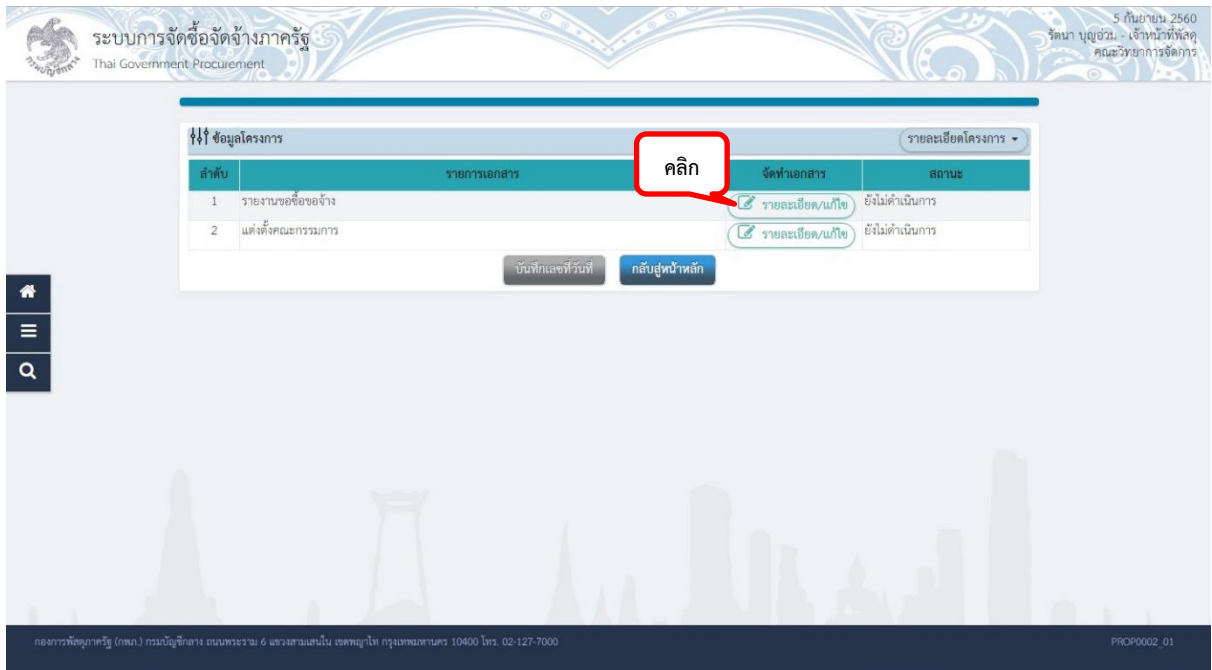 ระบบการจัดซื้อจัดจ้างภาครัฐ
Thai Government Procurement
5 กันยายน 2560
รัตนา บุญอ่วม - เจ้าหน้าที่พัสดุ
คณะวิทยาการจัดการ
กรมบัญชีกลาง
ข้อมูลโครงการ
รายละเอียดโครงการ
คลิก
ลำดับ รายการเอกสาร จัดทำเอกสาร สถานะ
1 รายงานขอซื้อขอจ้าง รายละเอียด/แก้ไข ยังไม่ดำเนินการ
2 แต่งตั้งคณะกรรมการ รายละเอียด/แก้ไข ยังไม่ดำเนินการ
บันทึกเลขที่วันที่ กลับสู่หน้าหลัก
กองการพัสดุภาครัฐ (กพภ.) กรมบัญชีกลาง ถนนพระราม 6 แขวงสามเสนใน เขตพญาไท กรุงเทพมหานคร 10400 โทร. 02-127-7000
PROP0002_01